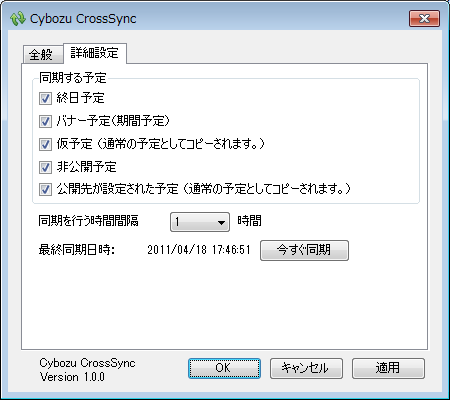 Cybozu CrossSync
全般 詳細設定
同期する予定
終日予定
バナー予定(期間予定)
仮予定 (通常の予定としてコピーされます。)
非公開予定
公開先が設定された予定 (通常の予定としてコピーされます。)
同期を行う時間間隔 1 時間
最終同期日時: 2011/04/18 17:46:51 今すぐ同期
Cybozu CrossSync
Version 1.0.0
OK キャンセル 適用